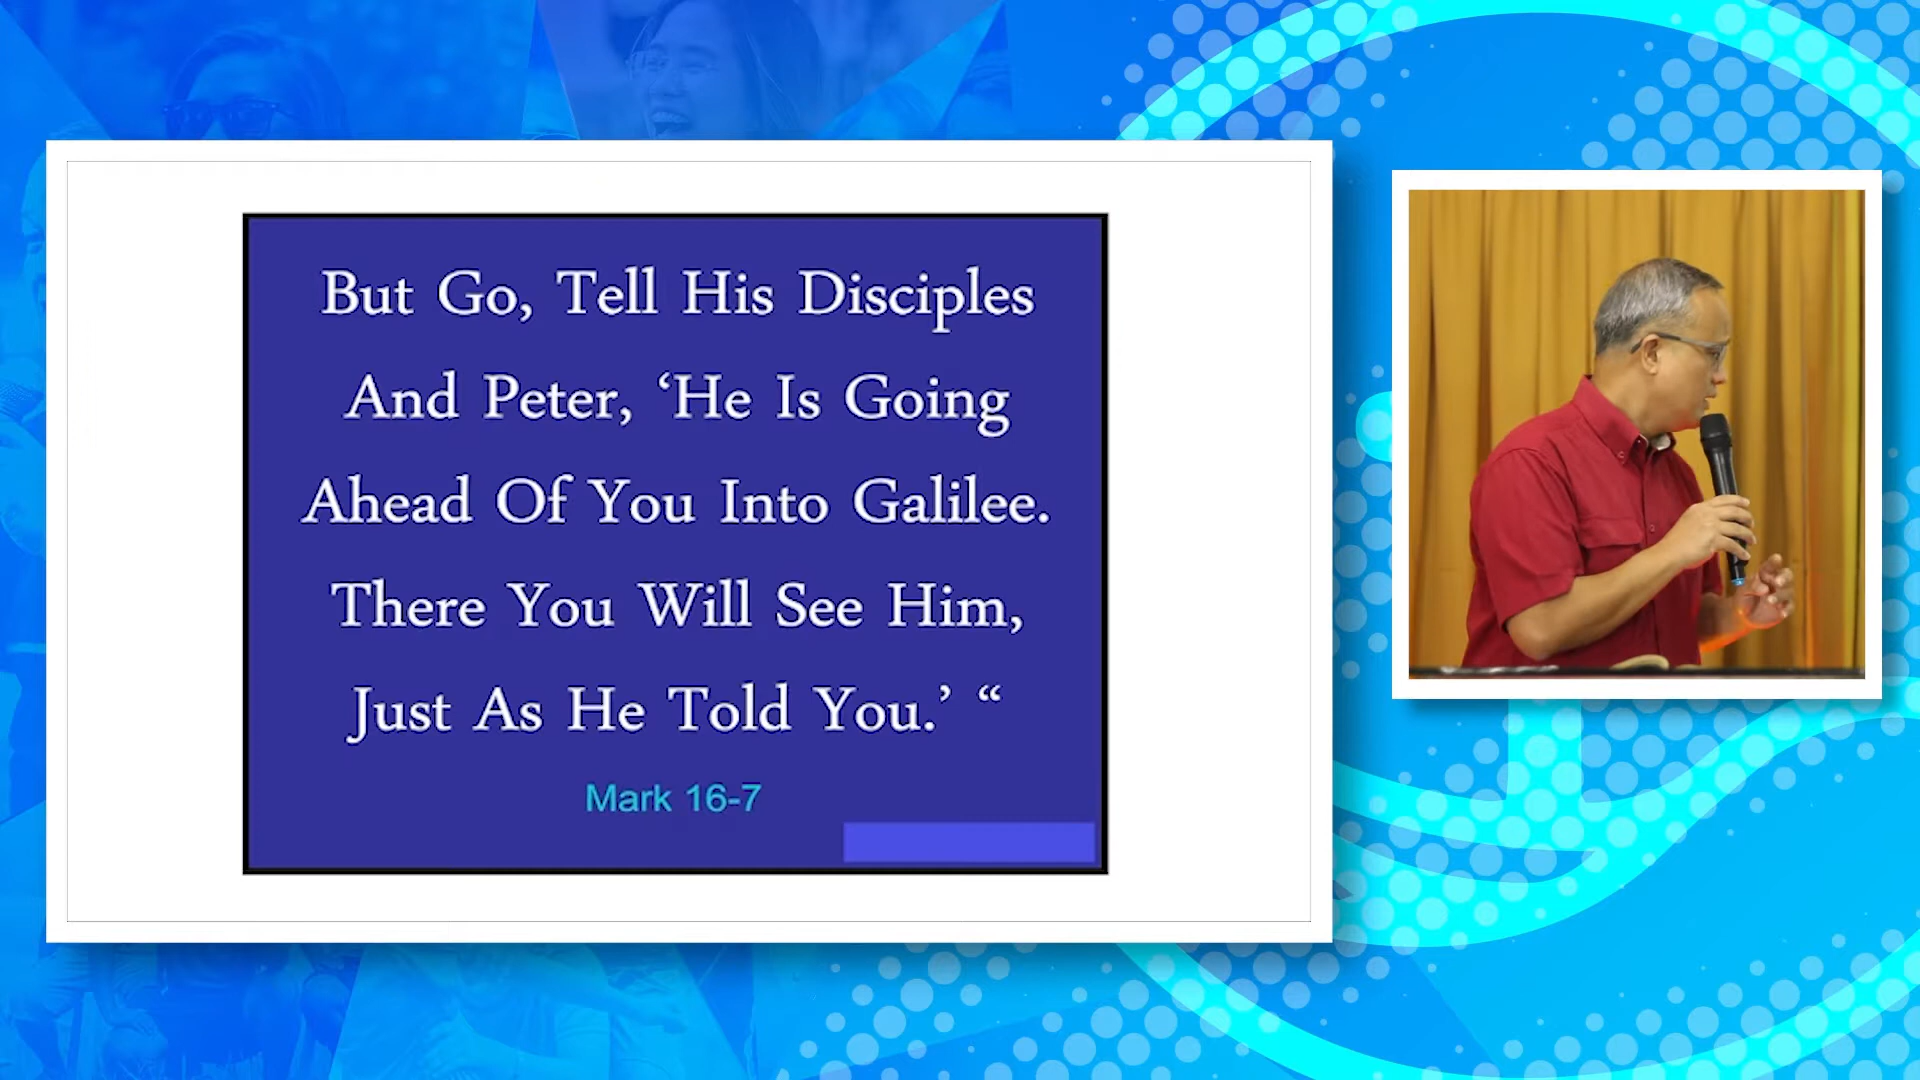 But Go, Tell His Disciples
And Peter, ‘He Is Going
Ahead Of You Into Galilee.
There You Will See Him,
Just As He Told You.’ “
Mark 16-7